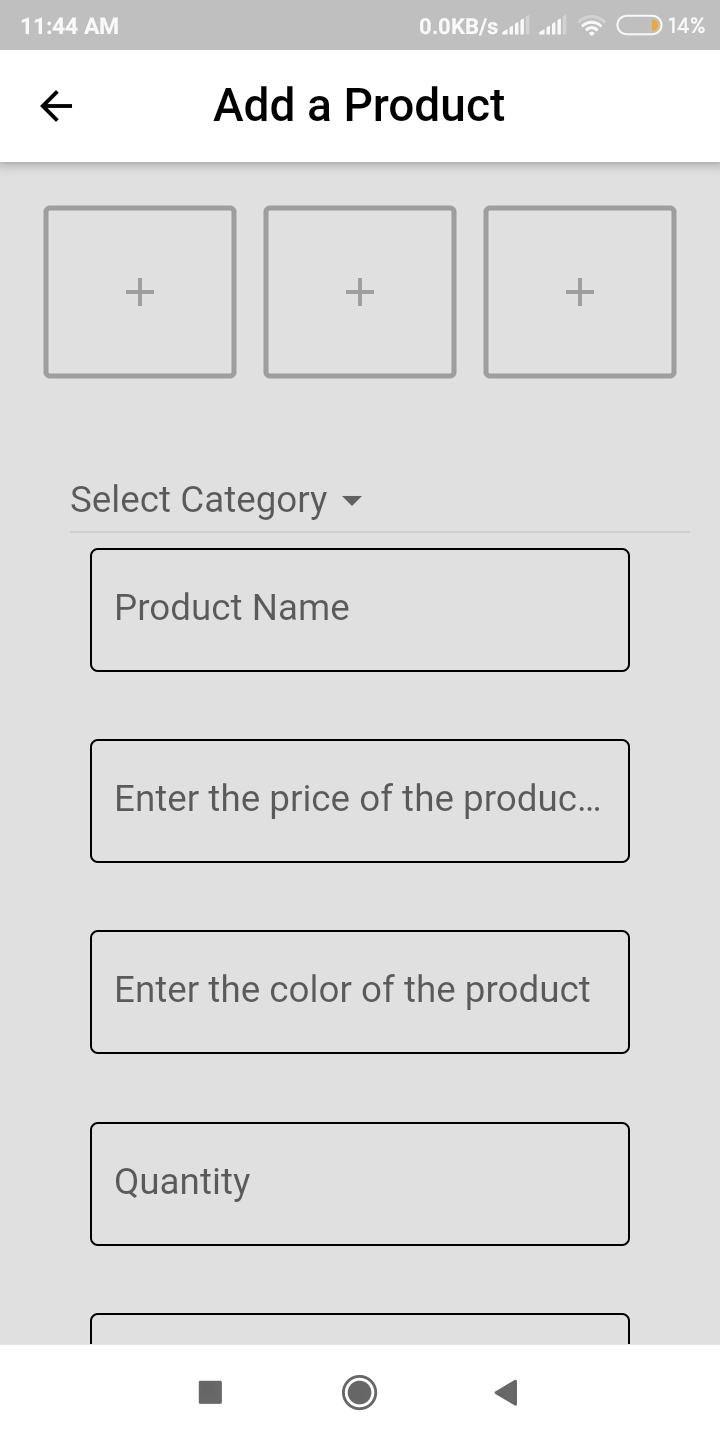 11:44 AM 0.0KB/s 14%
Add a Product
Select Category
Product Name
Enter the price of the produc...
Enter the color of the product
Quantity